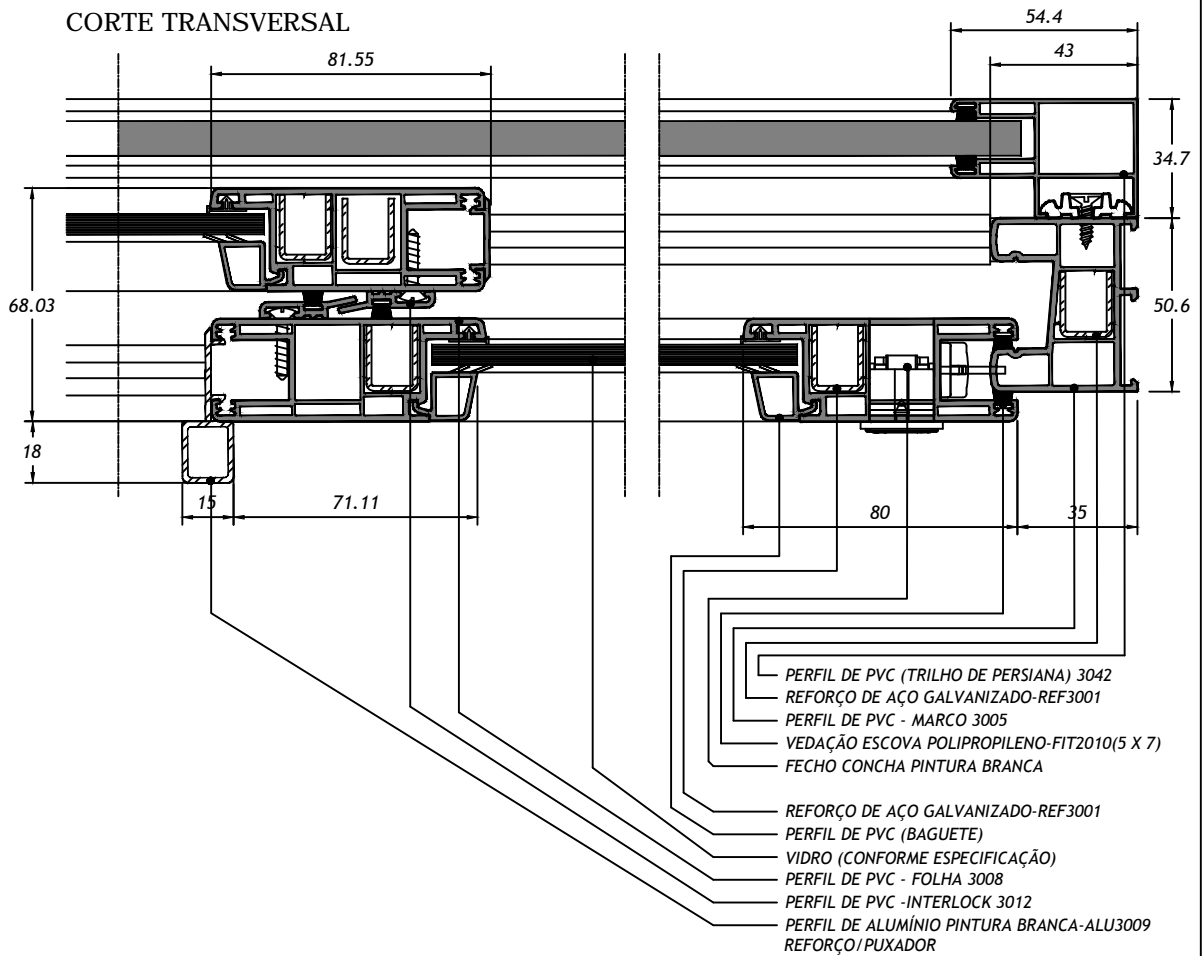 CORTE TRANSVERSAL
54.4
81.55
43
34.7
68.03
50.6
18
15
71.11
80
35
PERFIL DE PVC (TRILHO DE PERSIANA) 3042
REFORÇO DE AÇO GALVANIZADO-REF3001
PERFIL DE PVC - MARCO 3005
VEDAÇÃO ESCOVA POLIPROPILENO-FIT2010(5 X 7)
FECHO CONCHA PINTURA BRANCA
REFORÇO DE AÇO GALVANIZADO-REF3001
PERFIL DE PVC (BAGUETE)
VIDRO (CONFORME ESPECIFICAÇÃO)
PERFIL DE PVC - FOLHA 3008
PERFIL DE PVC -INTERLOCK 3012
PERFIL DE ALUMÍNIO PINTURA BRANCA-ALU3009
REFORÇO/PUXADOR